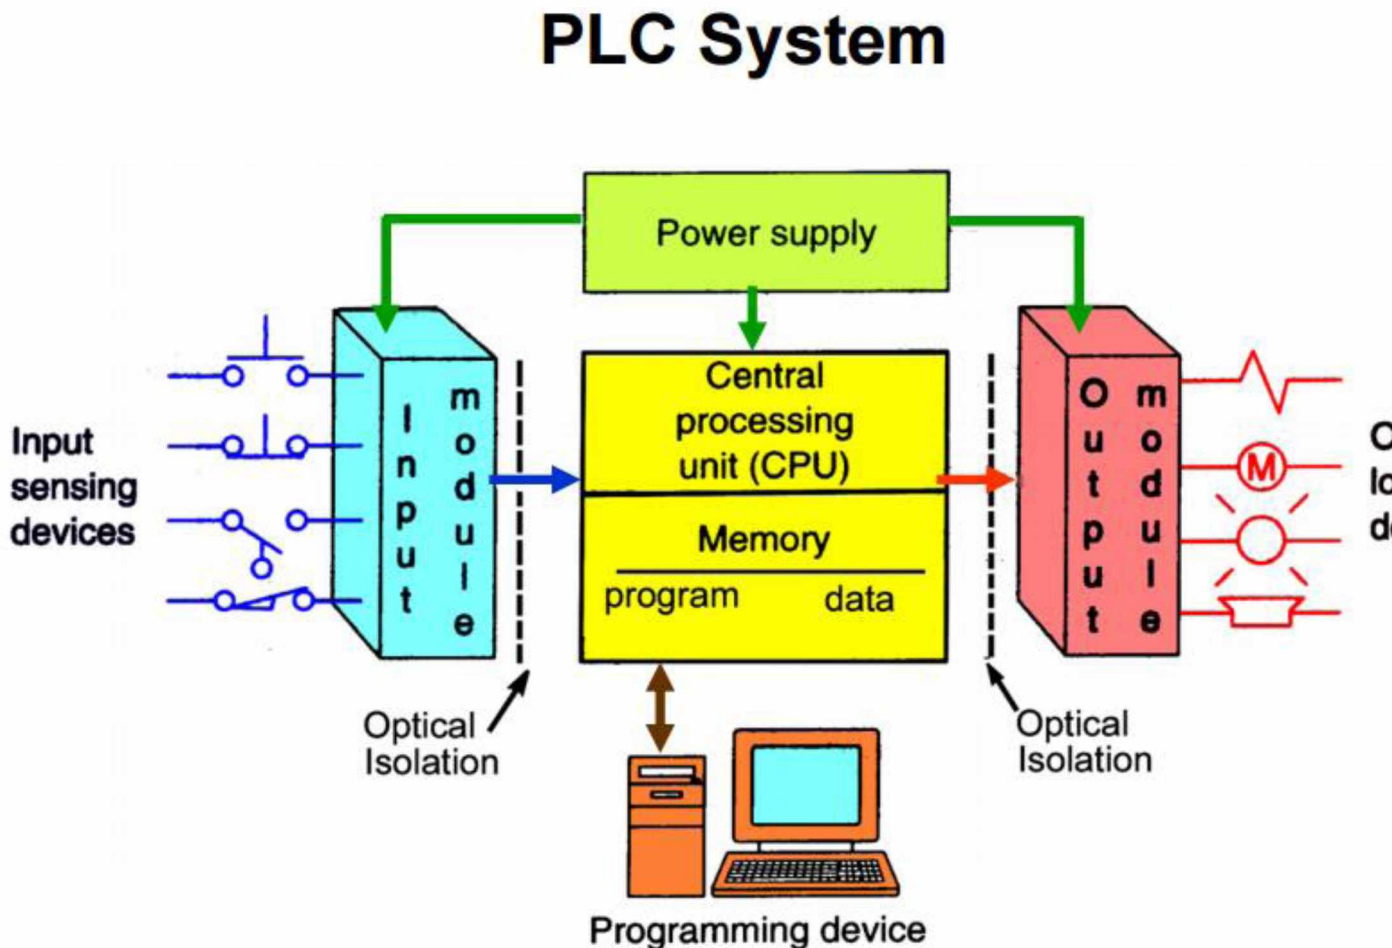 PLC System
Power supply
Input
sensing
devices
Input
module
Central
processing
unit (CPU)
Memory
program data
Output
module
M
Optical
Isolation
Optical
Isolation
Programming device